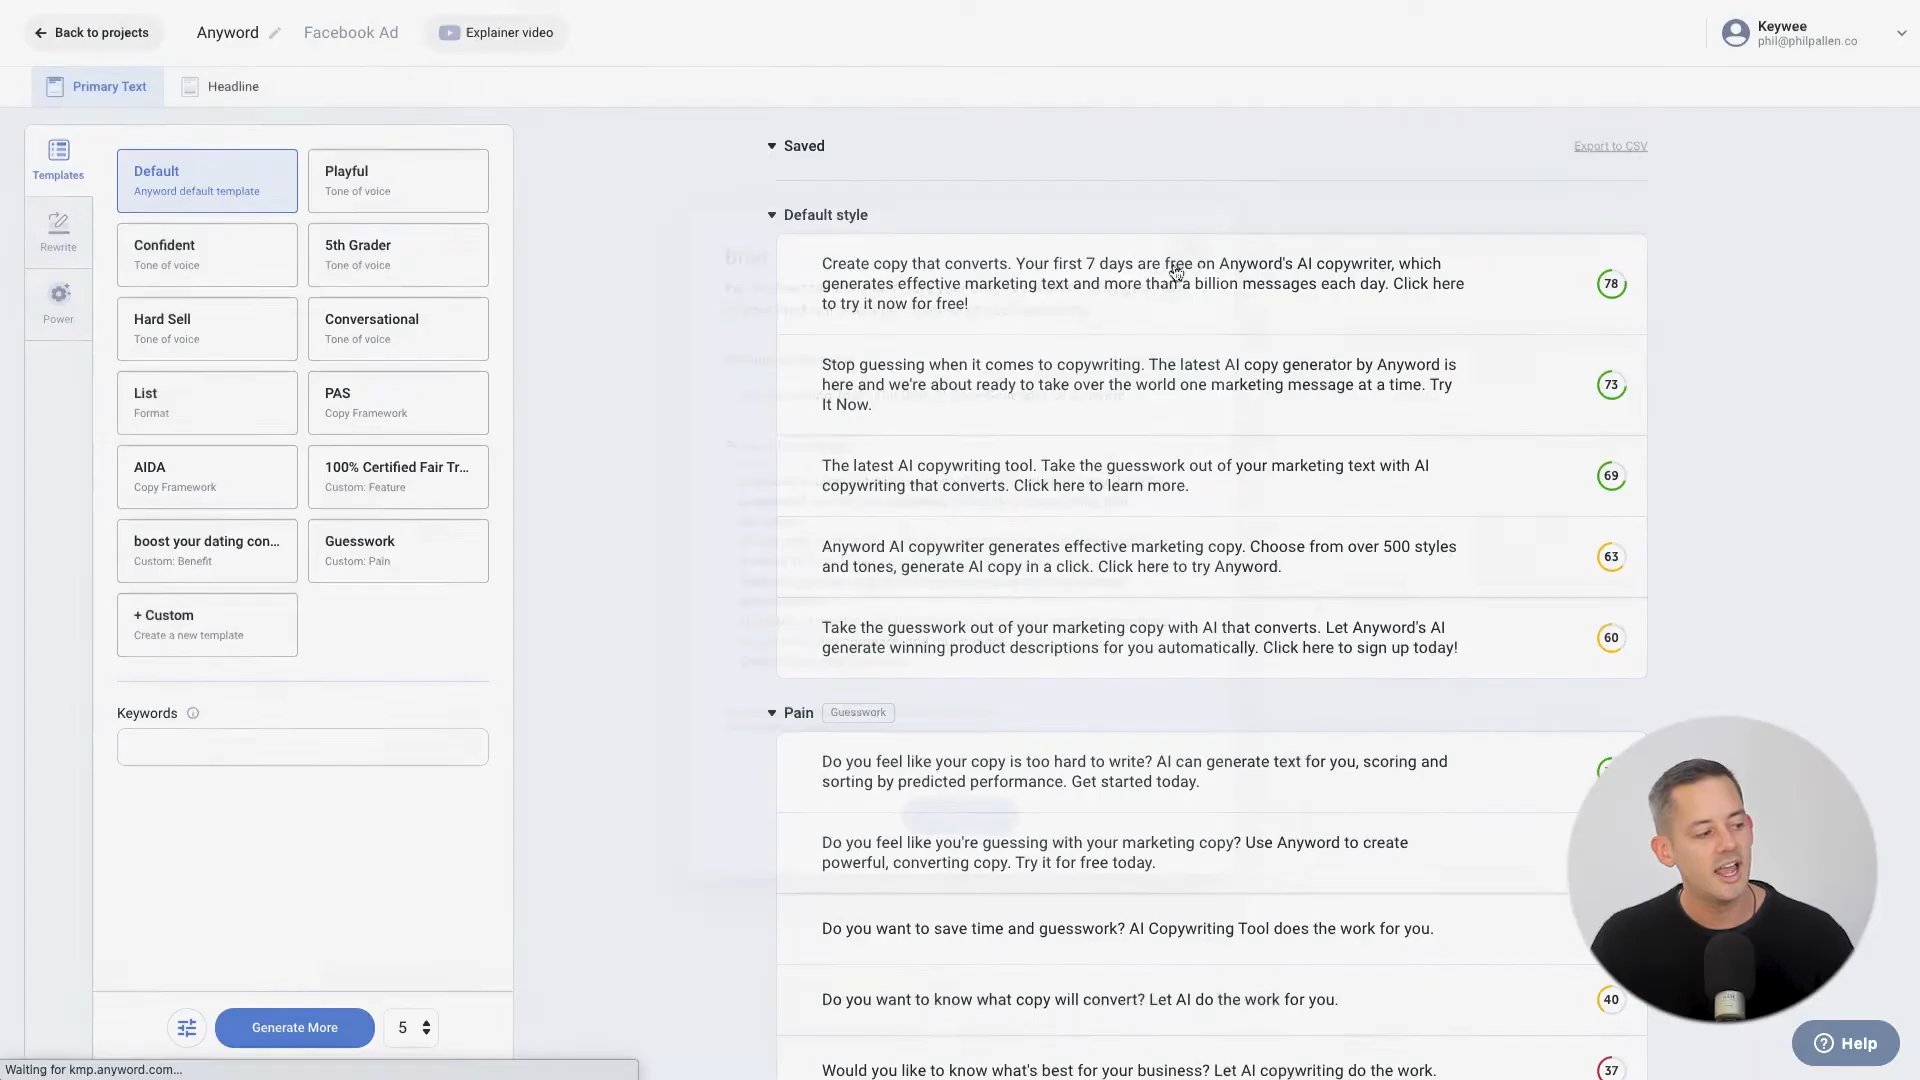 Back to projects
Anyword
Facebook Ad
Explainer video
Keywee
phil@philpallen.co
Primary Text
Headline
Templates
Rewrite
Power
Default
Anyword default template
Playful
Tone of voice
Confident
Tone of voice
5th Grader
Tone of voice
Hard Sell
Tone of voice
Conversational
Tone of voice
List
Format
PAS
Copy Framework
AIDA
Copy Framework
100% Certified Fair Tr...
Custom: Feature
boost your dating con...
Custom: Benefit
Guesswork
Custom: Pain
+ Custom
Create a new template
Keywords
Generate More
5
Saved
Export to CSV
Default style
Create copy that converts. Your first 7 days are free on Anyword's AI copywriter, which
generates effective marketing text and more than a billion messages each day. Click here
to try it now for free!
78
Stop guessing when it comes to copywriting. The latest AI copy generator by Anyword is
here and we're about ready to take over the world one marketing message at a time. Try
It Now.
73
The latest AI copywriting tool. Take the guesswork out of your marketing text with AI
copywriting that converts. Click here to learn more.
69
Anyword AI copywriter generates effective marketing copy. Choose from over 500 styles
and tones, generate AI copy in a click. Click here to try Anyword.
63
Take the guesswork out of your marketing copy with AI that converts. Let Anyword's AI
generate winning product descriptions for you automatically. Click here to sign up today!
60
Pain
Guesswork
Do you feel like your copy is too hard to write? AI can generate text for you, scoring and
sorting by predicted performance. Get started today.
Do you feel like you're guessing with your marketing copy? Use Anyword to create
powerful, converting copy. Try it for free today.
Do you want to save time and guesswork? AI Copywriting Tool does the work for you.
Do you want to know what copy will convert? Let AI do the work for you.
40
Would you like to know what's best for your business? Let AI copywriting do the work.
37
Help
Waiting for kmp.anyword.com...